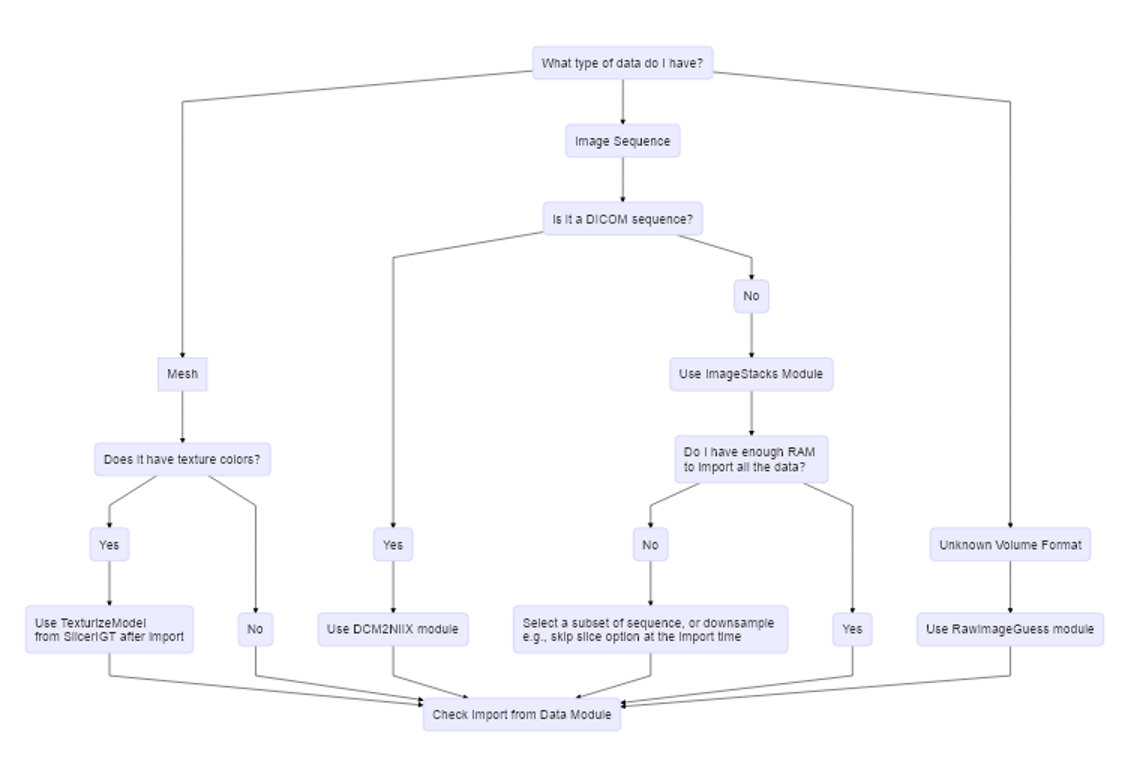 What type of data do I have?
Image Sequence
Is it a DICOM sequence?
No
Mesh
Use ImageStacks Module
Does it have texture colors?
Do I have enough RAM
to import all the data?
Yes
Yes
No
Unknown Volume Format
Use TexturizeModel
from SlicerIGT after import
No
Use DCM2NIIX module
Select a subset of sequence, or downsample
e.g., skip slice option at the import time
Yes
Use RawImageGuess module
Check Import from Data Module